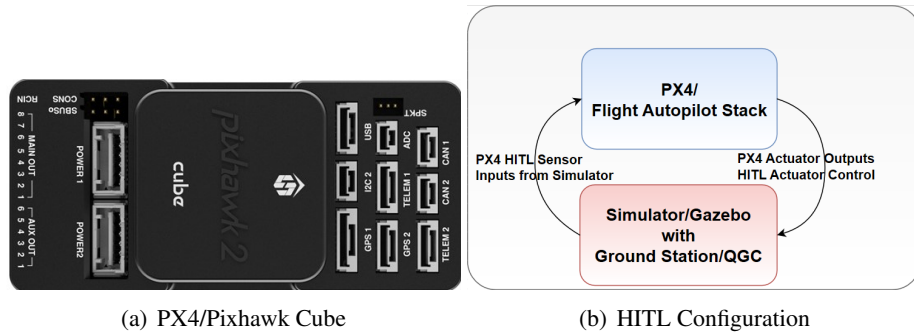 RCIN
SBUSo
CONS
8 7 6 5 4 3 2 1
MAIN OUT
6 5 4 3 2 1
AUX OUT
POWER 1
POWER2
cube
pixhawk 2
USB
I2C 2
GPS 1
SPKT
ADC
TELEM 1
GPS 2
CAN 1
CAN 2
TELEM 2
(a) PX4/Pixhawk Cube
PX4/
Flight Autopilot Stack
PX4 HITL Sensor
Inputs from Simulator
PX4 Actuator Outputs
HITL Actuator Control
Simulator/Gazebo
with
Ground Station/QGC
(b) HITL Configuration